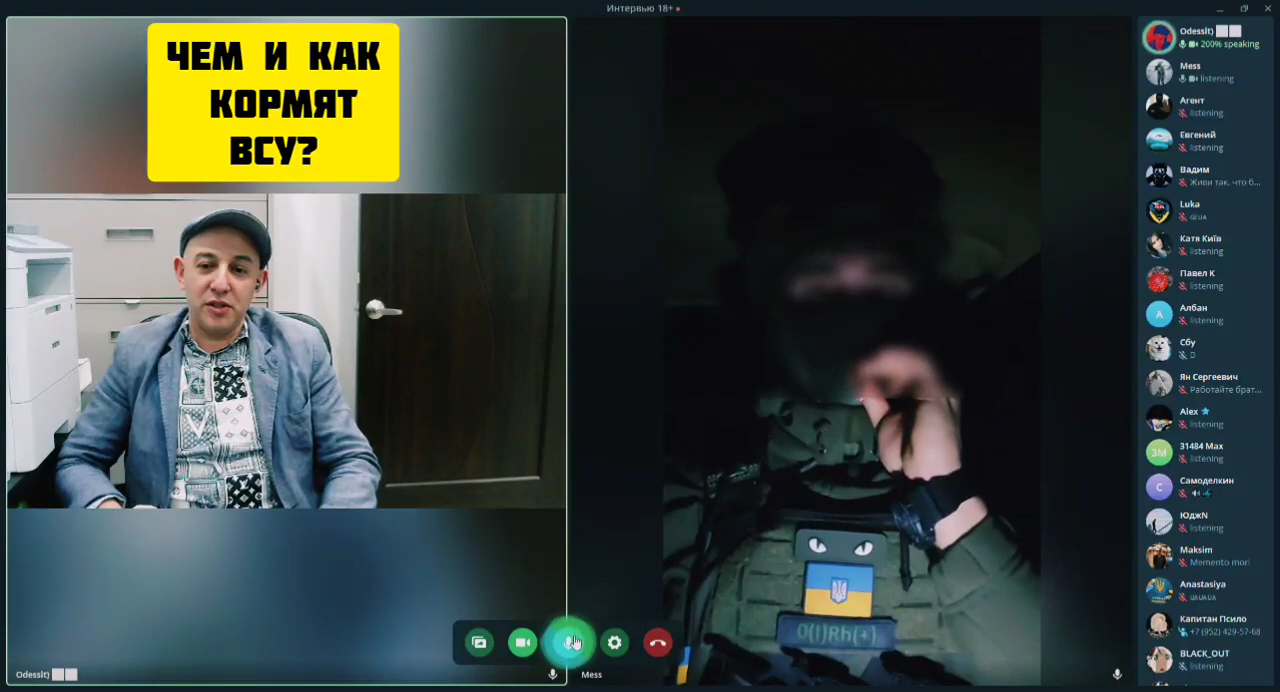 Интервью 18+
ЧЕМ И КАК
КОРМЯТ
ВСУ?
O(I)Rh(+)
Odessit)
Mess
Odessit)
200% speaking
Mess
listening
Агент
listening
Евгений
listening
Вадим
Живи так, что б...
Luka
Катя Київ
listening
Павел К
listening
А
Албан
listening
Сбу
Ян Сергеевич
Работайте брат...
Alex
listening
3M
31484 Max
listening
С
Самоделкин
ЮджN
listening
Maksim
Memento mori
Anastasiya
UAUAUA
Капитан Псило
+7 (952) 429-57-68
BLACK_OUT
listening